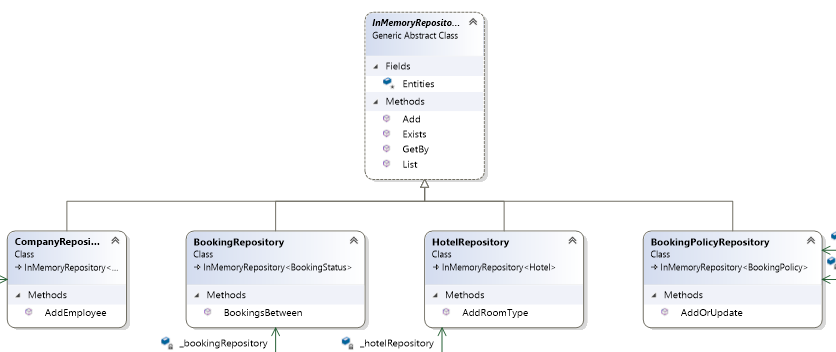 InMemoryReposito...
Generic Abstract Class
Fields
Entities
Methods
Add
Exists
GetBy
List
CompanyReposi...
Class
InMemoryRepository<...
Methods
AddEmployee
BookingRepository
Class
InMemoryRepository<BookingStatus>
Methods
BookingsBetween
HotelRepository
Class
InMemoryRepository<Hotel>
Methods
AddRoomType
BookingPolicyRepository
Class
InMemoryRepository<BookingPolicy>
Methods
AddOrUpdate
_bookingRepository
_hotelRepository